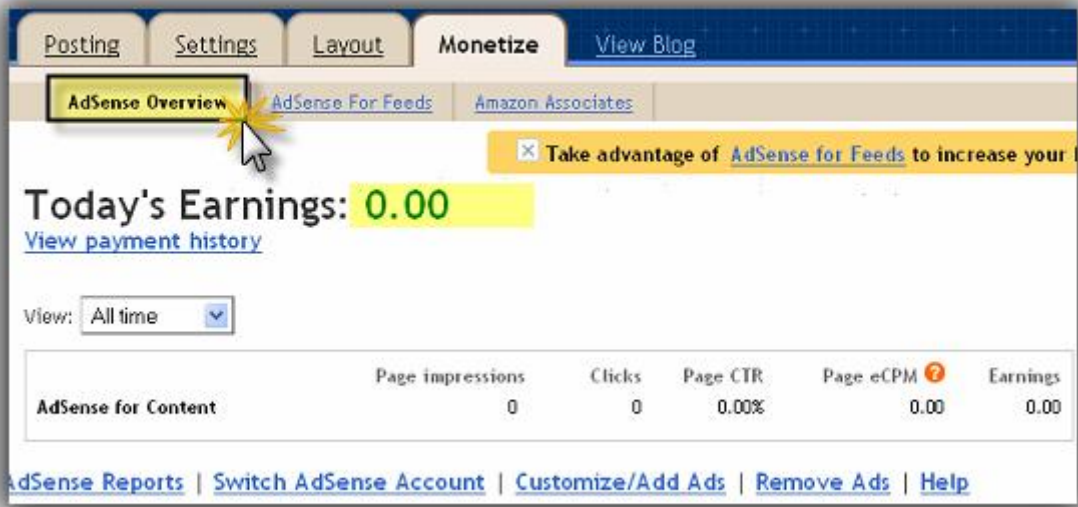 Posting Settings Layout Monetize View Blog
AdSense Overview AdSense For Feeds Amazon Associates
Take advantage of AdSense for Feeds to increase your
Today's Earnings: 0.00
View payment history
View: All time
Page impressions Clicks Page CTR Page eCPM ? Earnings
AdSense for Content 0 0 0.00% 0.00 0.00
AdSense Reports | Switch AdSense Account | Customize/Add Ads | Remove Ads | Help